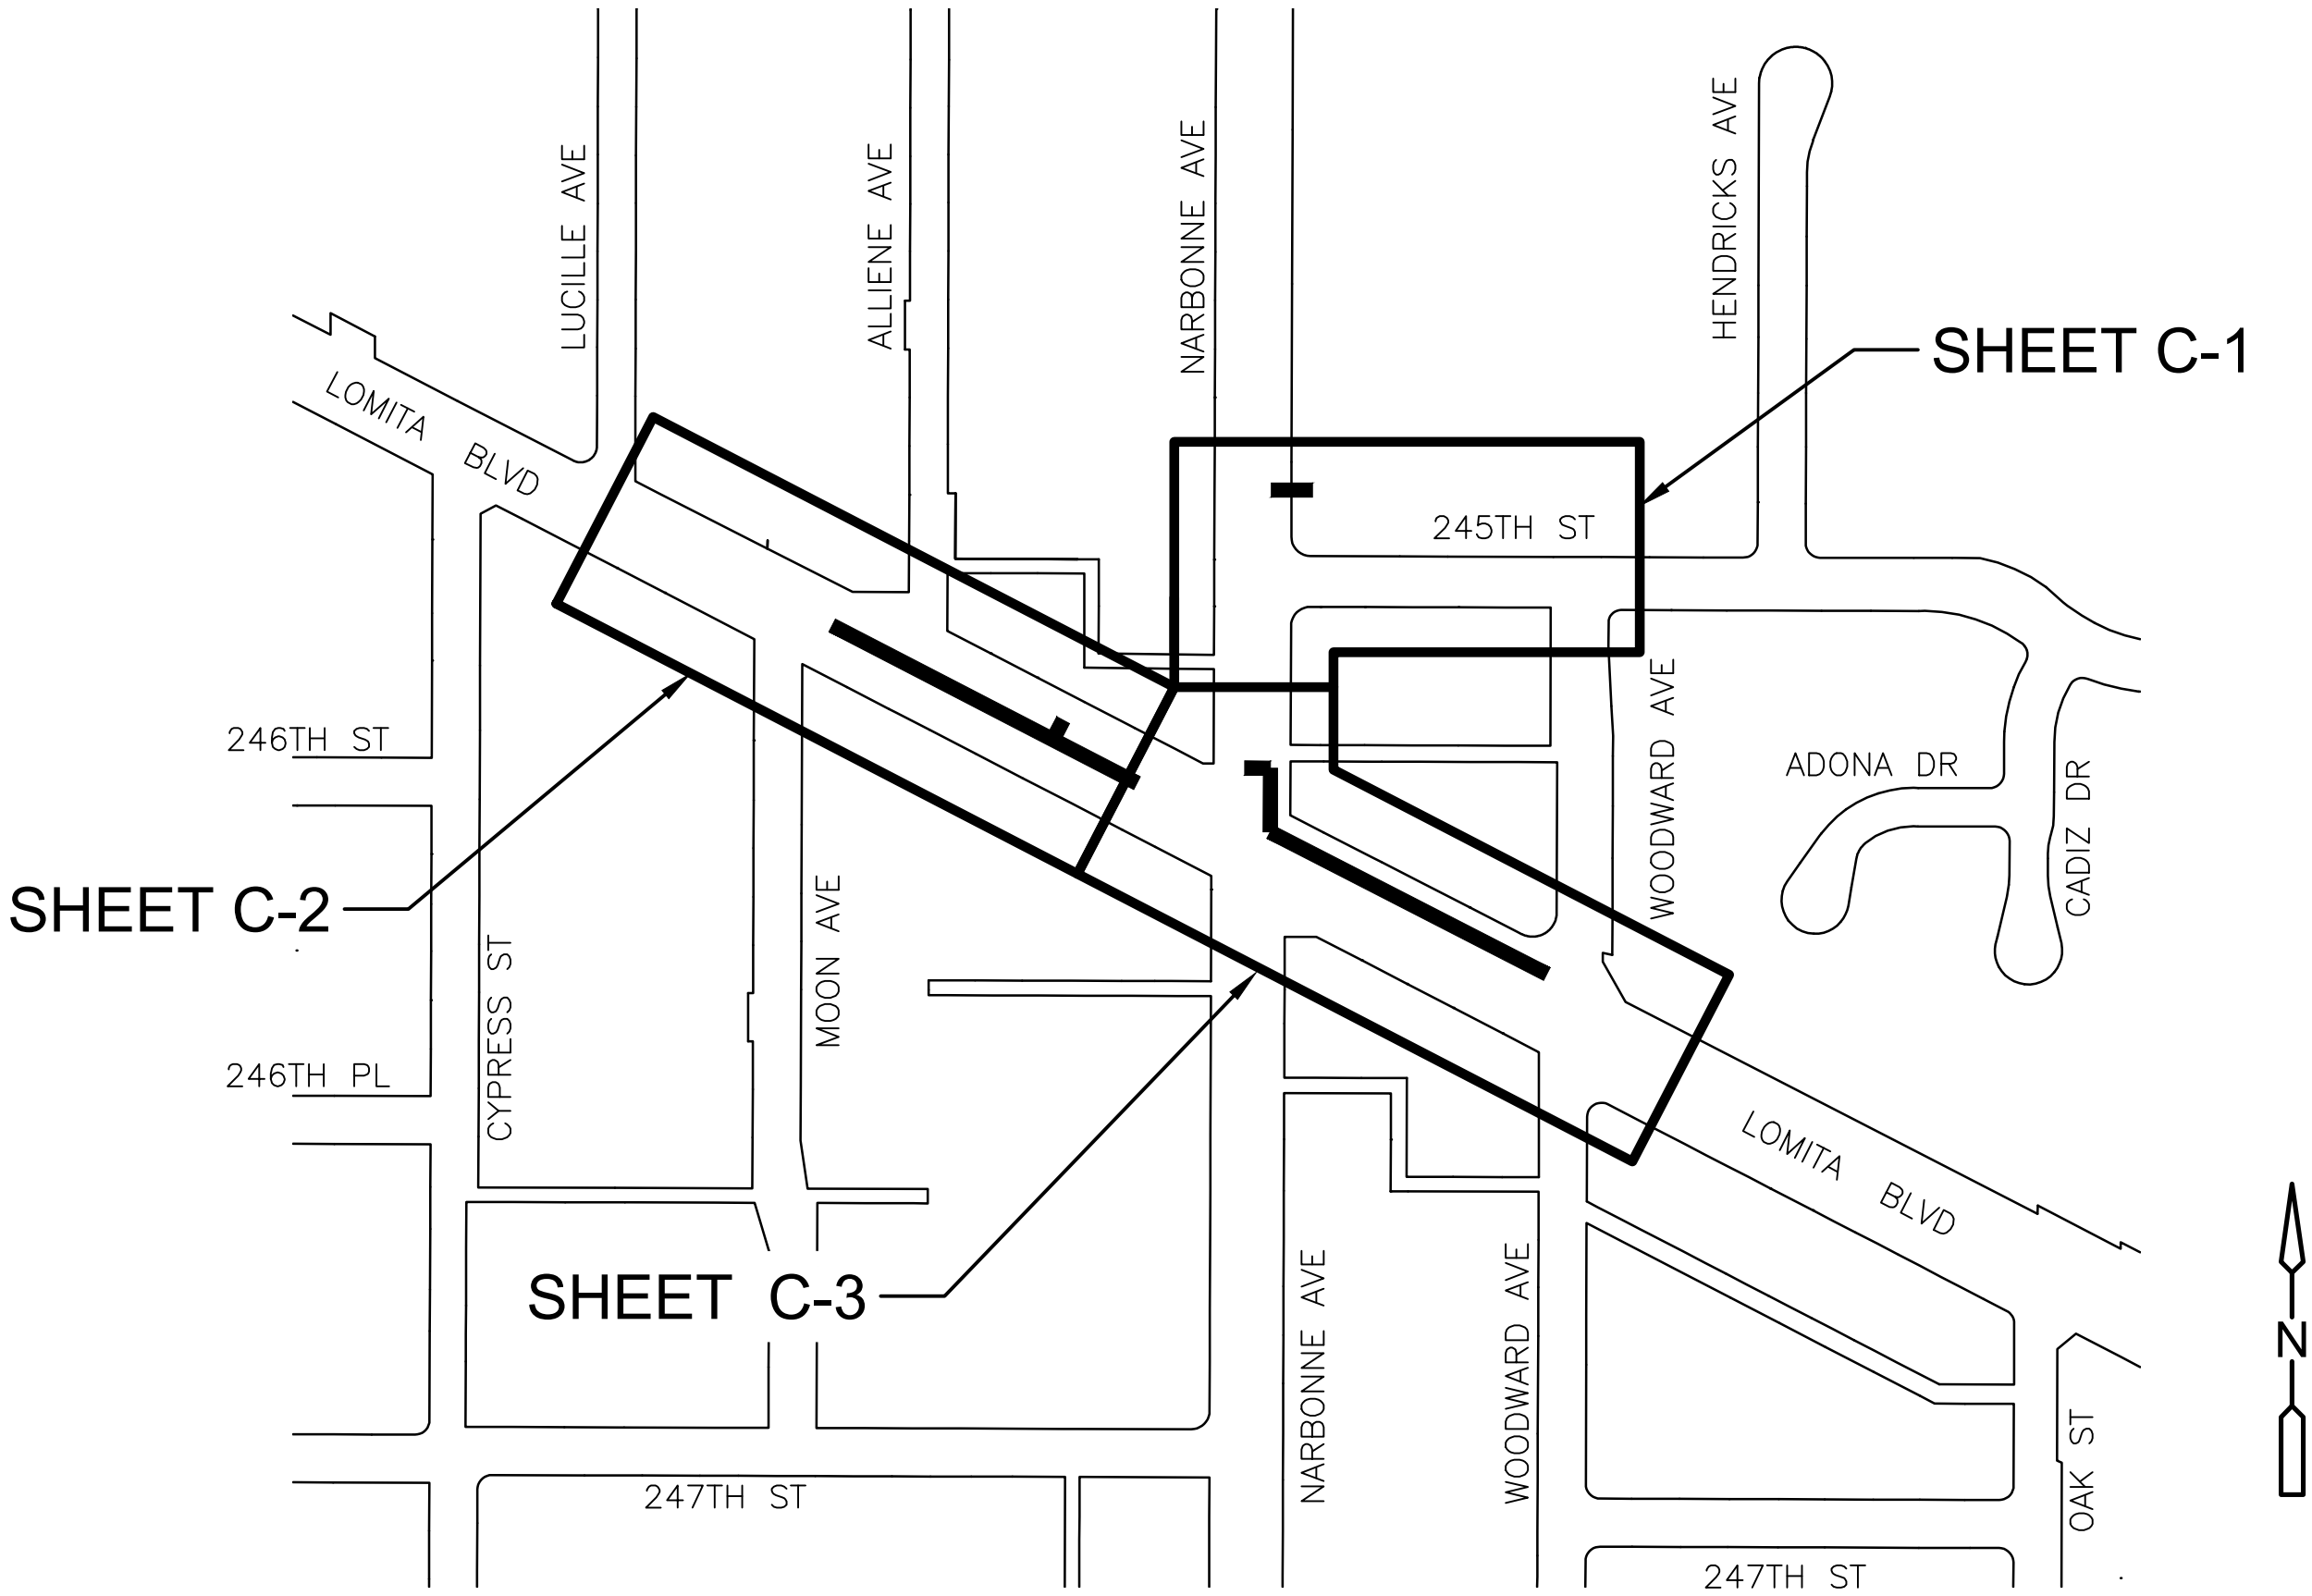 LUCILLE AVE
ALLIENE AVE
NARBONNE AVE
HENDRICKS AVE
SHEET C-1
LOMITA BLVD
245TH ST
246TH ST
WOODWARD AVE
ADONA DR
CADIZ DR
SHEET C-2
MOON AVE
CYPRESS ST
246TH PL
LOMITA BLVD
SHEET C-3
NARBONNE AVE
WOODWARD AVE
N
OAK ST
247TH ST
247TH ST